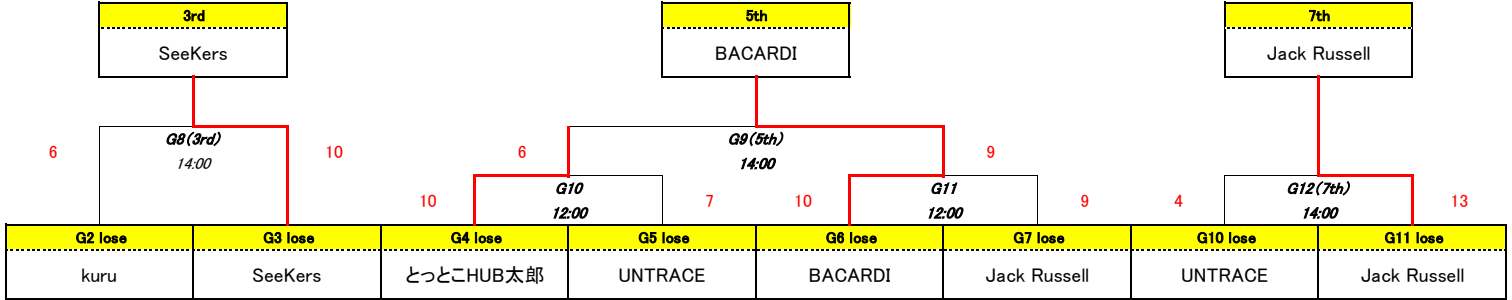 3rd
5th
7th
SeeKers
BACARDI
Jack Russell
G8(3rd)
G9(5th)
6
14:00
10
6
14:00
9
G10
G11
G12(7th)
10
12:00
7
10
12:00
9
4
14:00
13
G2 lose
G3 lose
G4 lose
G5 lose
G6 lose
G7 lose
G10 lose
G11 lose
kuru
SeeKers
とっとこHUB太郎
UNTRACE
BACARDI
Jack Russell
UNTRACE
Jack Russell